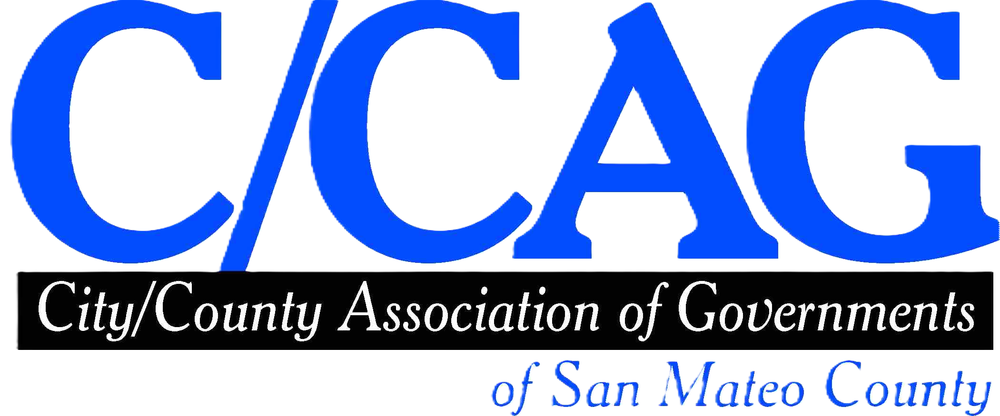 C/CAG
City/County Association of Governments
of San Mateo County